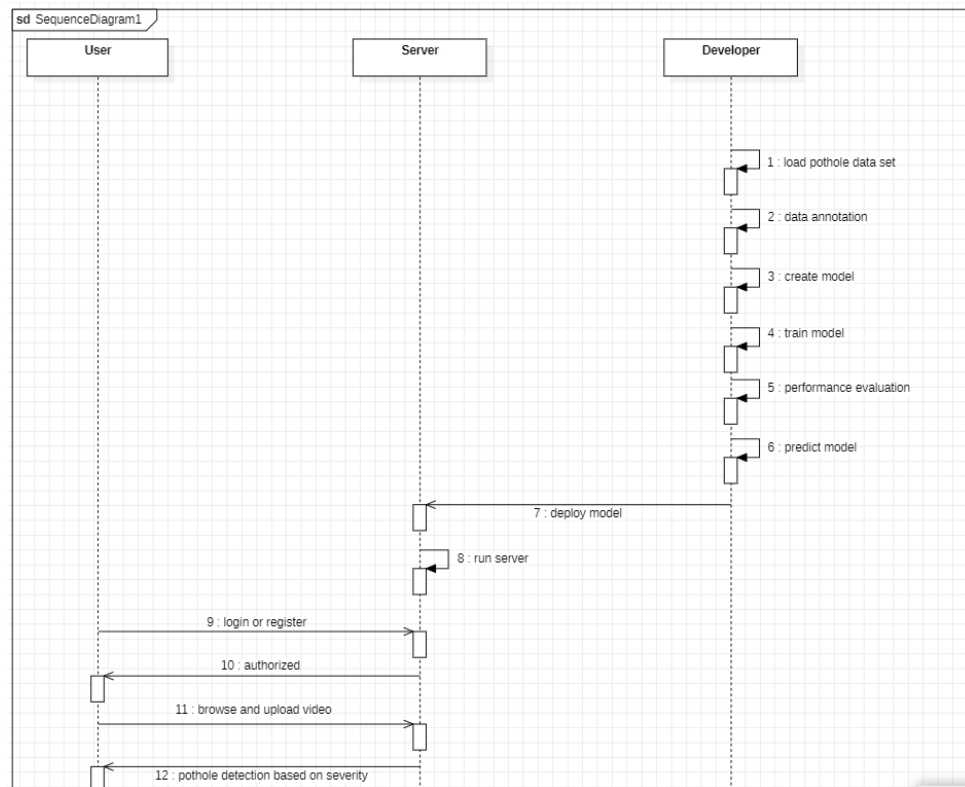 sd SequenceDiagram1
User
Server
Developer
1 : load pothole data set
2 : data annotation
3 : create model
4 : train model
5 : performance evaluation
6 : predict model
7 : deploy model
8 : run server
9 : login or register
10 : authorized
11 : browse and upload video
12 : pothole detection based on severity